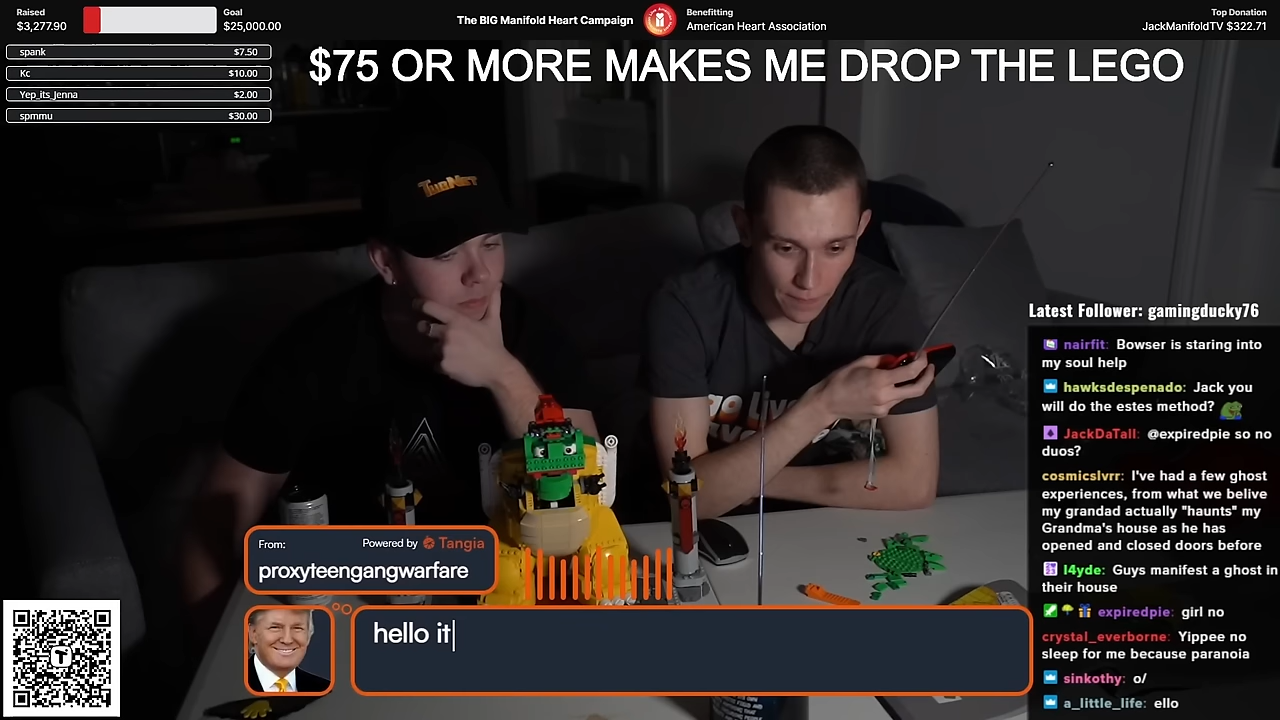 Raised
$3,277.90
Goal
$25,000.00
The BIG Manifold Heart Campaign
Benefitting
American Heart Association
Top Donation
JackManifoldTV $322.71
spank $7.50
Kc $10.00
Yep_its_Jenna $2.00
spmmu $30.00
$75 OR MORE MAKES ME DROP THE LEGO
Latest Follower: gamingducky76
nairfit: Bowser is staring into
my soul help
hawksdespenado: Jack you
will do the estes method?
JackDaTall: @expiredpie so no
duos?
cosmicslvrr: I've had a few ghost
experiences, from what we belive
my grandad actually "haunts" my
Grandma's house as he has
opened and closed doors before
l4yde: Guys manifest a ghost in
their house
expiredpie: girl no
crystal_everborne: Yippee no
sleep for me because paranoia
sinkothy: o/
a_little_life: ello
From:
Powered by Tangia
proxyteengangwarfare
hello it